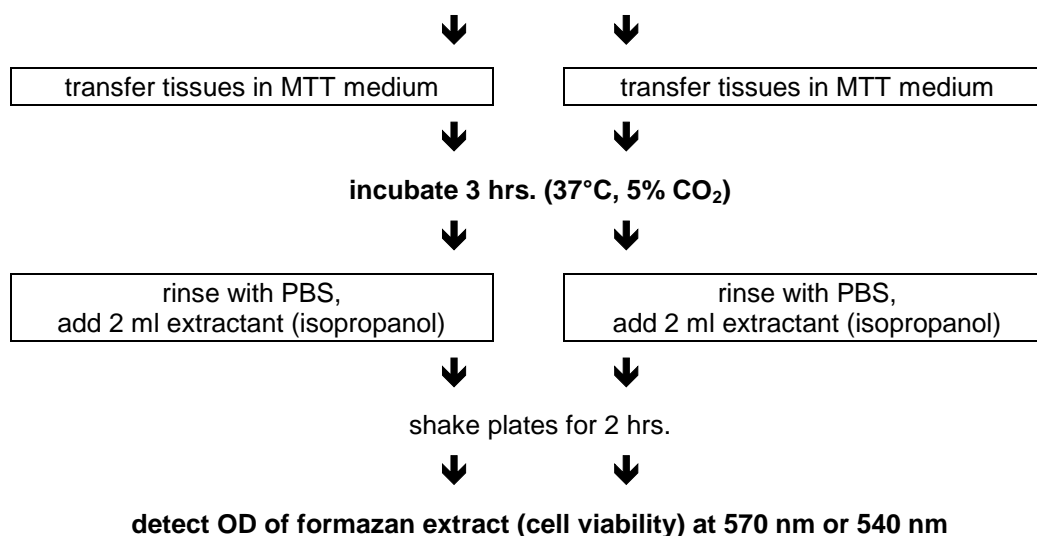 transfer tissues in MTT medium
transfer tissues in MTT medium
incubate 3 hrs. (37°C, 5% CO₂)
rinse with PBS,
add 2 ml extractant (isopropanol)
rinse with PBS,
add 2 ml extractant (isopropanol)
shake plates for 2 hrs.
detect OD of formazan extract (cell viability) at 570 nm or 540 nm